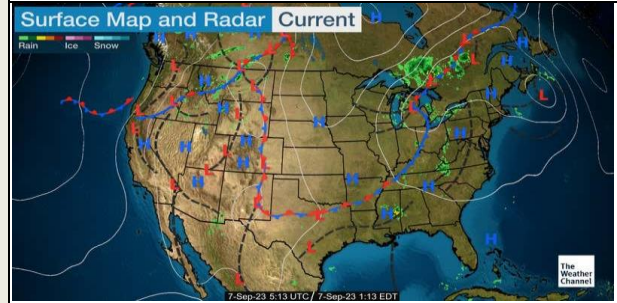 Surface Map and Radar Current
Rain Ice Snow
H H
L H H
L H
L L H
L L
H L H
L H H H
H L
L H H
L H
L L H H
L L H
L H
L
The Weather Channel
7-Sep-23 5:13 UTC / 7-Sep-23 1:13 EDT